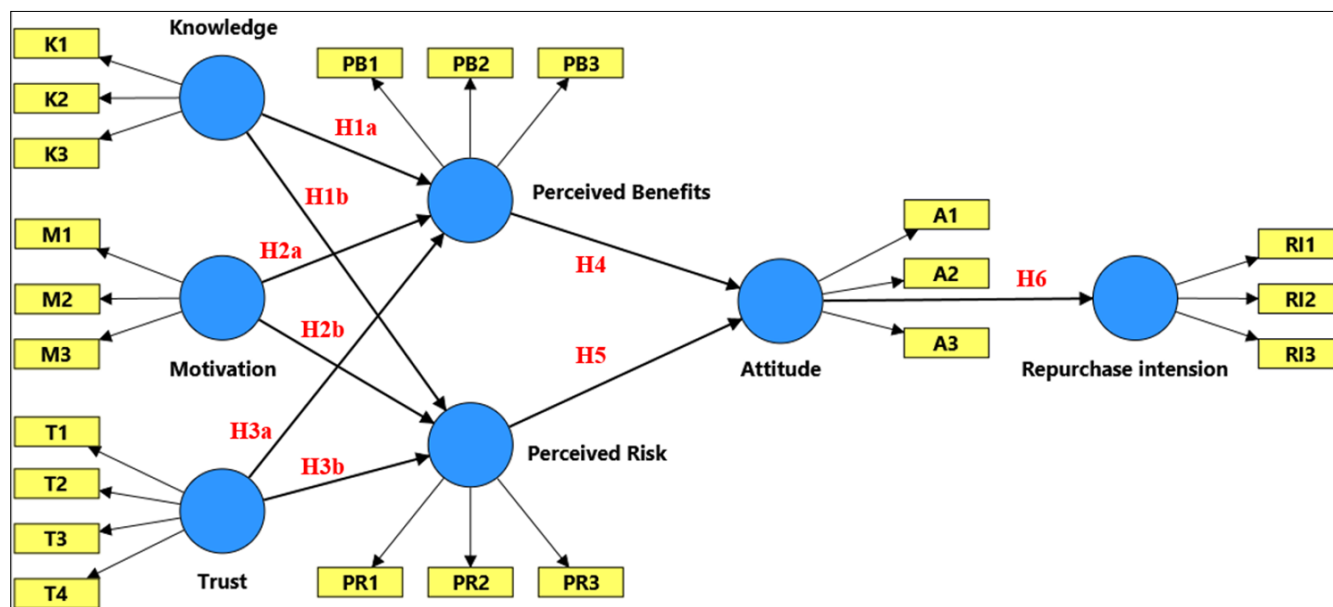 Knowledge
K1
K2
K3
PB1
PB2
PB3
H1a
H1b
Perceived Benefits
M1
M2
M3
Motivation
H2a
H2b
H4
H5
A1
A2
A3
Attitude
H6
RI1
RI2
RI3
Repurchase intension
T1
T2
T3
T4
Trust
H3a
H3b
Perceived Risk
PR1
PR2
PR3